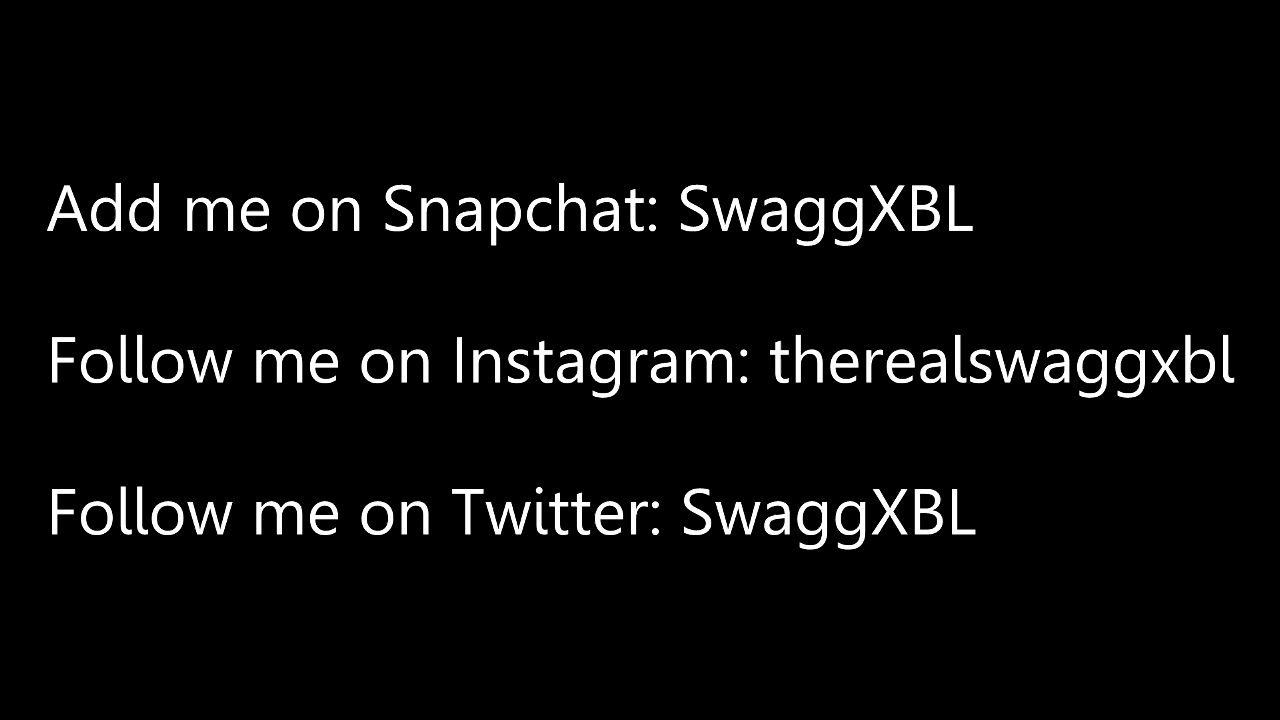 Add me on Snapchat: SwaggXBL
Follow me on Instagram: therealswaggxbl
Follow me on Twitter: SwaggXBL